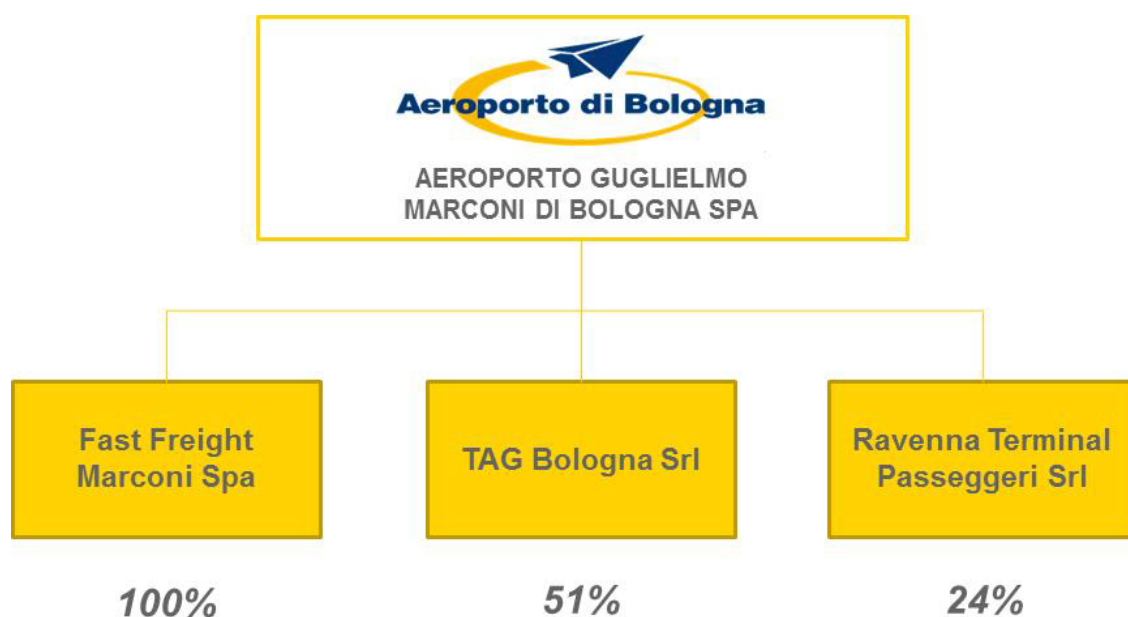 Aeroporto di Bologna
AEROPORTO GUGLIELMO
MARCONI DI BOLOGNA SPA
Fast Freight
Marconi Spa
TAG Bologna Srl
Ravenna Terminal
Passeggeri Srl
100%
51%
24%